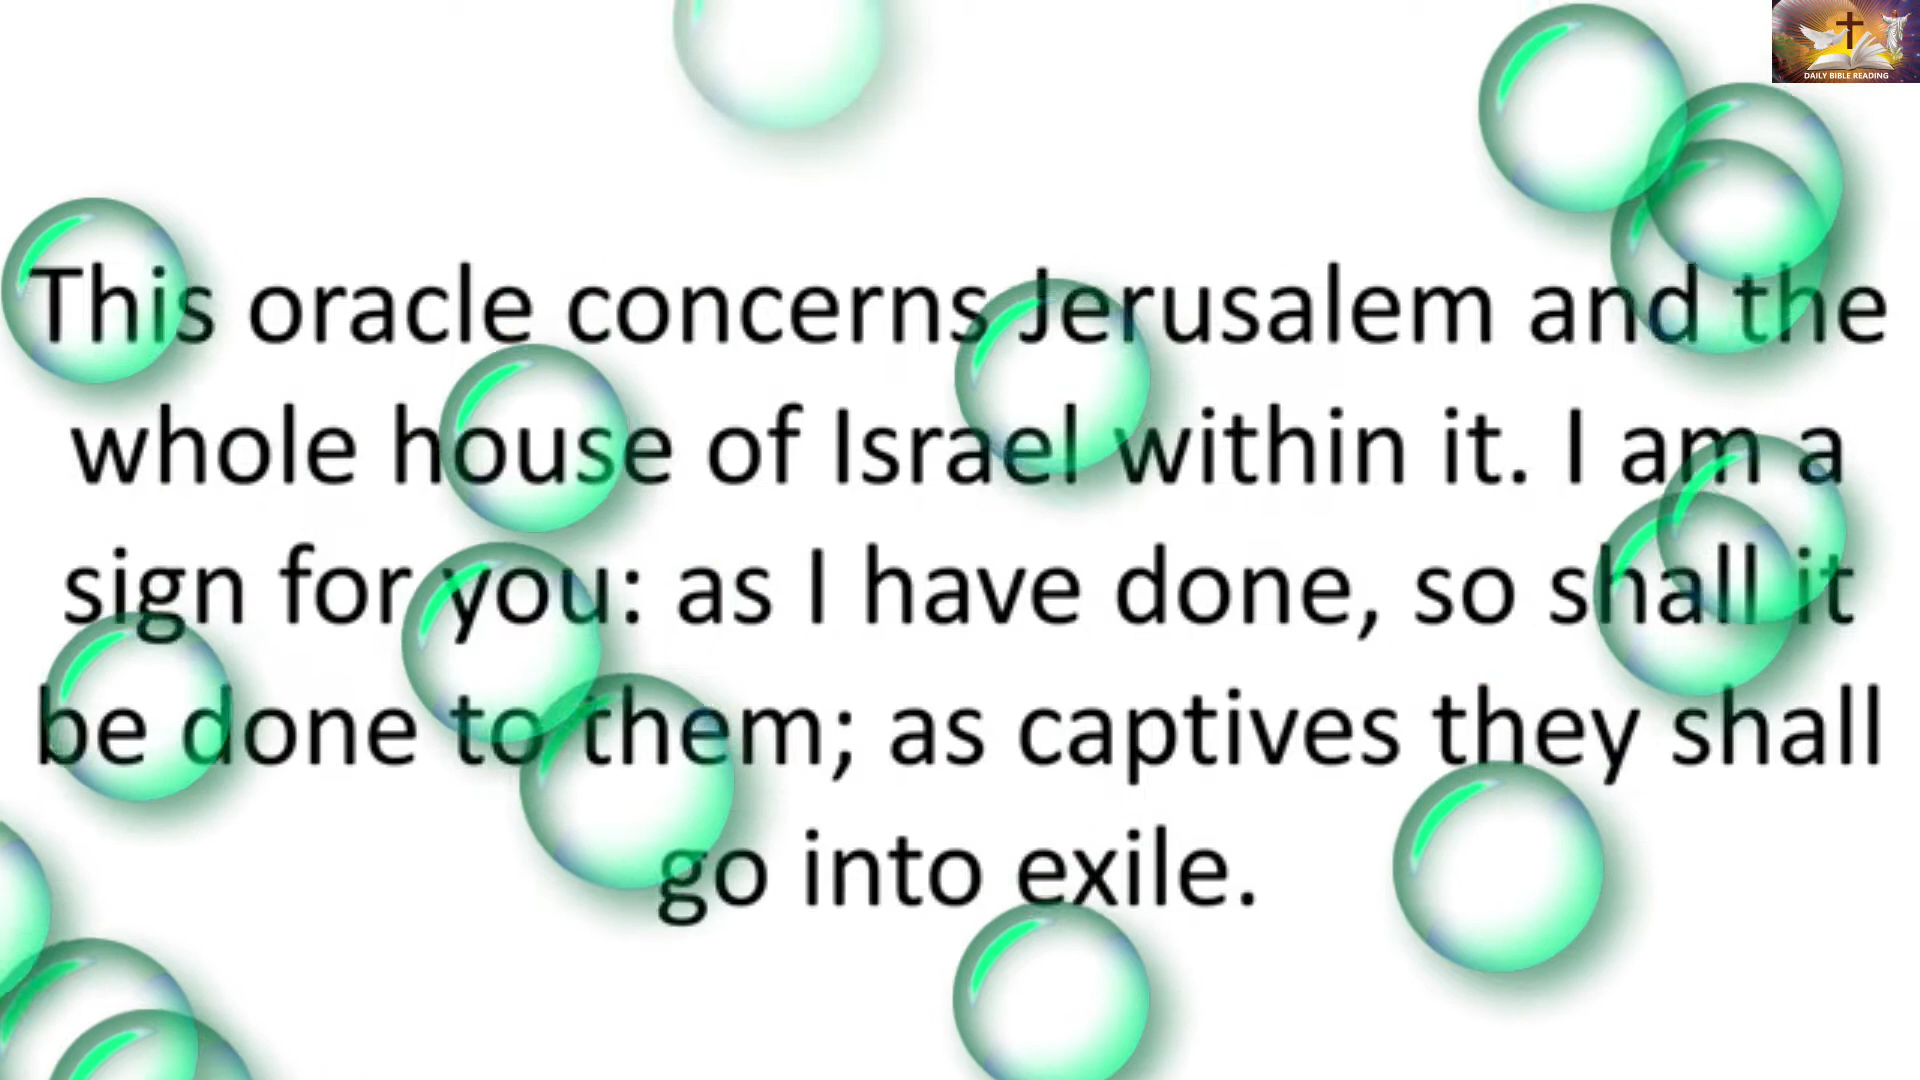 DAILY BIBLE READING
This oracle concerns Jerusalem and the
whole house of Israel within it. I am a
sign for you: as I have done, so shall it
be done to them; as captives they shall
go into exile.